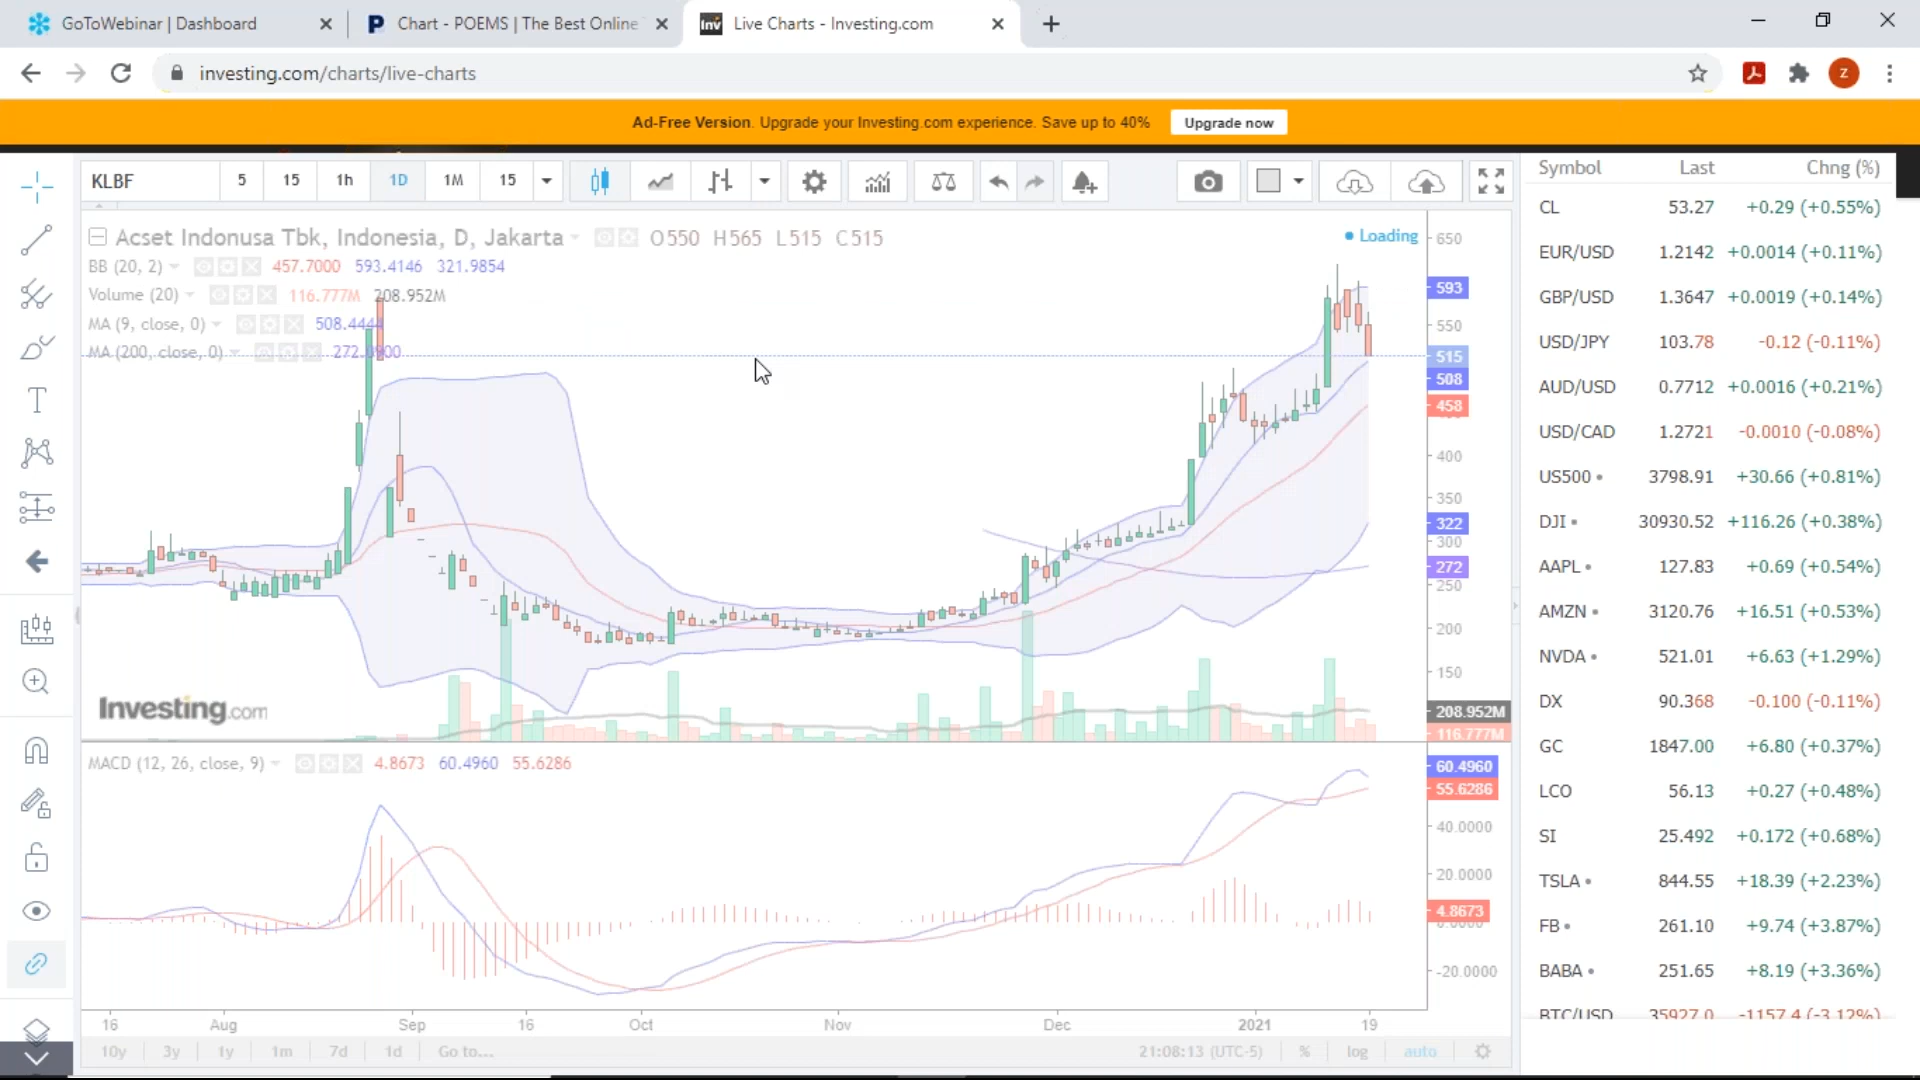 GoToWebinar | Dashboard
Chart - POEMS | The Best Online
Live Charts - Investing.com
investing.com/charts/live-charts
Z
Ad-Free Version. Upgrade your Investing.com experience. Save up to 40%
Upgrade now
KLBF 5 15 1h 1D 1M 15
Acset Indonusa Tbk, Indonesia, D, Jakarta O550 H565 L515 C515
Loading
BB (20, 2) 457.7000 593.4146 321.9854
Volume (20) 116.777M 208.952M
MA (9, close, 0) 508.4444
MA (200, close, 0) 272.0900
650
593
550
515
508
458
400
350
322
300
272
250
200
150
208.952M
116.777M
Investing.com
MACD (12, 26, close, 9) 4.8673 60.4960 55.6286
60.4960
55.6286
40.0000
20.0000
4.8673
0.0000
-20.0000
16 Aug Sep 16 Oct Nov Dec 2021 19
10y 3y 1y 1m 7d 1d Go to... 21:08:13 (UTC-5) % log auto
Symbol Last Chng (%)
CL 53.27 +0.29 (+0.55%)
EUR/USD 1.2142 +0.0014 (+0.11%)
GBP/USD 1.3647 +0.0019 (+0.14%)
USD/JPY 103.78 -0.12 (-0.11%)
AUD/USD 0.7712 +0.0016 (+0.21%)
USD/CAD 1.2721 -0.0010 (-0.08%)
US500 3798.91 +30.66 (+0.81%)
DJI 30930.52 +116.26 (+0.38%)
AAPL 127.83 +0.69 (+0.54%)
AMZN 3120.76 +16.51 (+0.53%)
NVDA 521.01 +6.63 (+1.29%)
DX 90.368 -0.100 (-0.11%)
GC 1847.00 +6.80 (+0.37%)
LCO 56.13 +0.27 (+0.48%)
SI 25.492 +0.172 (+0.68%)
TSLA 844.55 +18.39 (+2.23%)
FB 261.10 +9.74 (+3.87%)
BABA 251.65 +8.19 (+3.36%)
BTC/USD 35927.0 -1157.4 (-3.12%)